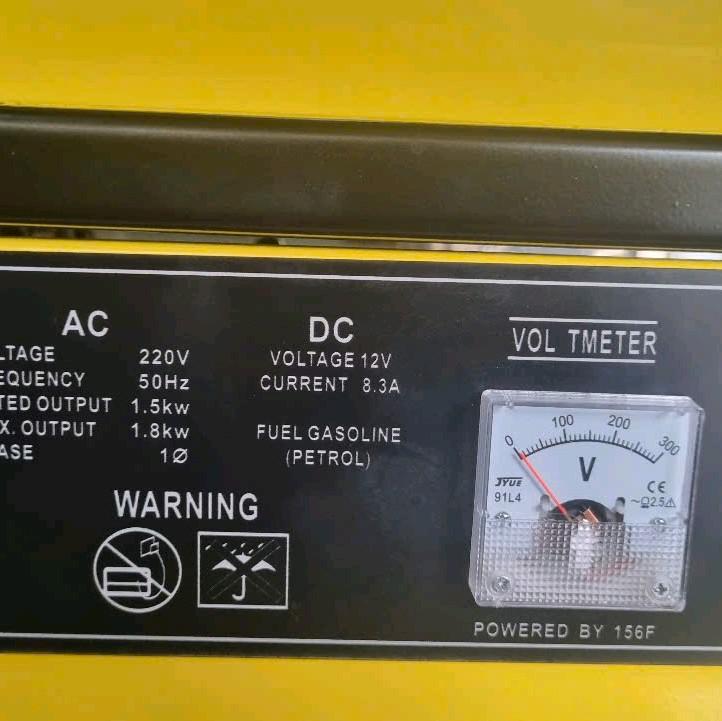 AC
LTAGE 220V
EQUENCY 50Hz
TED OUTPUT 1.5kw
X. OUTPUT 1.8kw
ASE 1Ø
DC
VOLTAGE 12V
CURRENT 8.3A
FUEL GASOLINE
(PETROL)
WARNING
VOL TMETER
0 100 200 300
V
JYUE
91L4
CE
~Ω2.5⚠
POWERED BY 156F